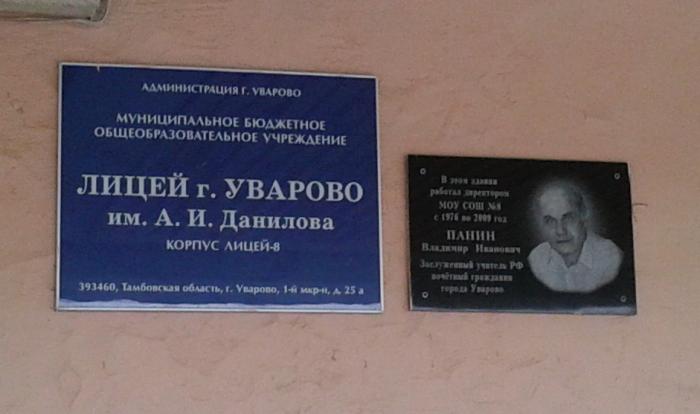 АДМИНИСТРАЦИЯ Г. УВАРОВО
МУНИЦИПАЛЬНОЕ БЮДЖЕТНОЕ
ОБЩЕОБРАЗОВАТЕЛЬНОЕ УЧРЕЖДЕНИЕ
ЛИЦЕЙ г. УВАРОВО
им. А. И. Данилова
КОРПУС ЛИЦЕЙ-8
393460, Тамбовская область, г. Уварово, 1-й мкр-н, д. 25 а
В этом здании
работал директором
МОУ СОШ №8
с 1976 по 2009 год
ПАНИН
Владимир Иванович
Заслуженный учитель РФ
почётный гражданин
города Уварово